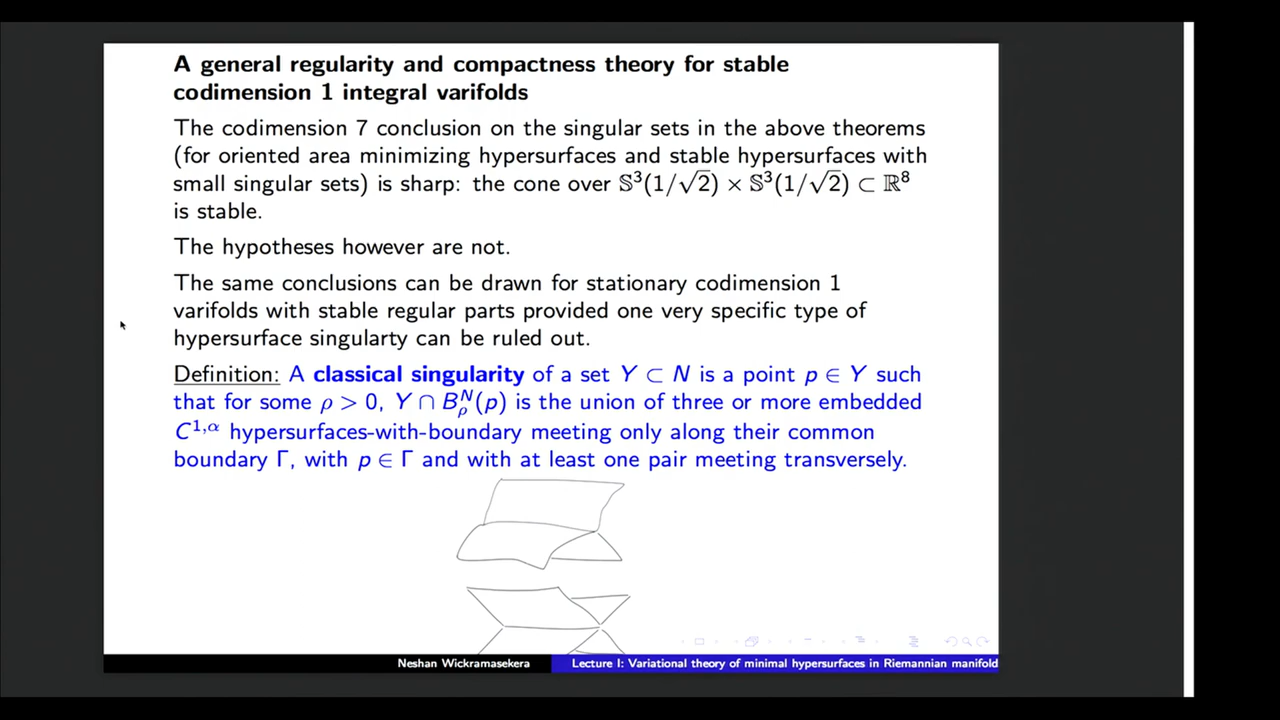 A general regularity and compactness theory for stable
codimension 1 integral varifolds
The codimension 7 conclusion on the singular sets in the above theorems
(for oriented area minimizing hypersurfaces and stable hypersurfaces with
small singular sets) is sharp: the cone over 𝕊³(1/√2) × 𝕊³(1/√2) ⊂ ℝ⁸
is stable.
The hypotheses however are not.
The same conclusions can be drawn for stationary codimension 1
varifolds with stable regular parts provided one very specific type of
hypersurface singularty can be ruled out.
Definition: A classical singularity of a set Y ⊂ N is a point p ∈ Y such
that for some ρ > 0, Y ∩ B_ρ^N(p) is the union of three or more embedded
C^{1,α} hypersurfaces-with-boundary meeting only along their common
boundary Γ, with p ∈ Γ and with at least one pair meeting transversely.
Neshan Wickramasekera
Lecture I: Variational theory of minimal hypersurfaces in Riemannian manifold